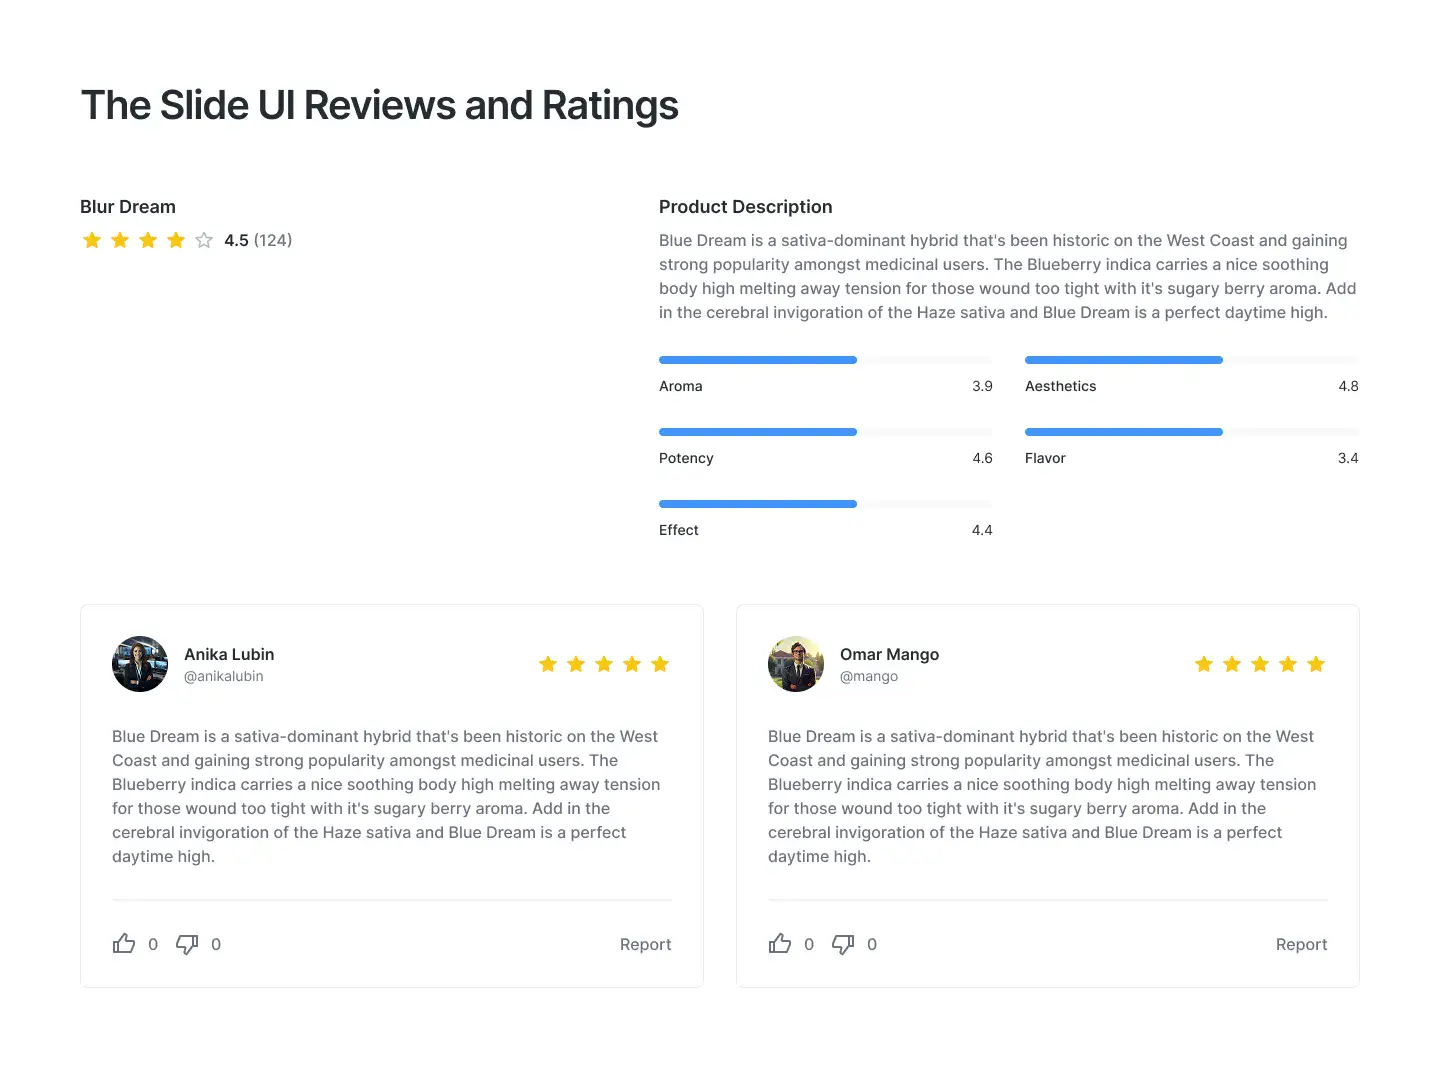 The Slide UI Reviews and Ratings
Blur Dream
4.5 (124)
Product Description
Blue Dream is a sativa-dominant hybrid that's been historic on the West Coast and gaining
strong popularity amongst medicinal users. The Blueberry indica carries a nice soothing
body high melting away tension for those wound too tight with it's sugary berry aroma. Add
in the cerebral invigoration of the Haze sativa and Blue Dream is a perfect daytime high.
Aroma 3.9
Aesthetics 4.8
Potency 4.6
Flavor 3.4
Effect 4.4
Anika Lubin
@anikalubin
Blue Dream is a sativa-dominant hybrid that's been historic on the West
Coast and gaining strong popularity amongst medicinal users. The
Blueberry indica carries a nice soothing body high melting away tension
for those wound too tight with it's sugary berry aroma. Add in the
cerebral invigoration of the Haze sativa and Blue Dream is a perfect
daytime high.
0 0 Report
Omar Mango
@mango
Blue Dream is a sativa-dominant hybrid that's been historic on the West
Coast and gaining strong popularity amongst medicinal users. The
Blueberry indica carries a nice soothing body high melting away tension
for those wound too tight with it's sugary berry aroma. Add in the
cerebral invigoration of the Haze sativa and Blue Dream is a perfect
daytime high.
0 0 Report